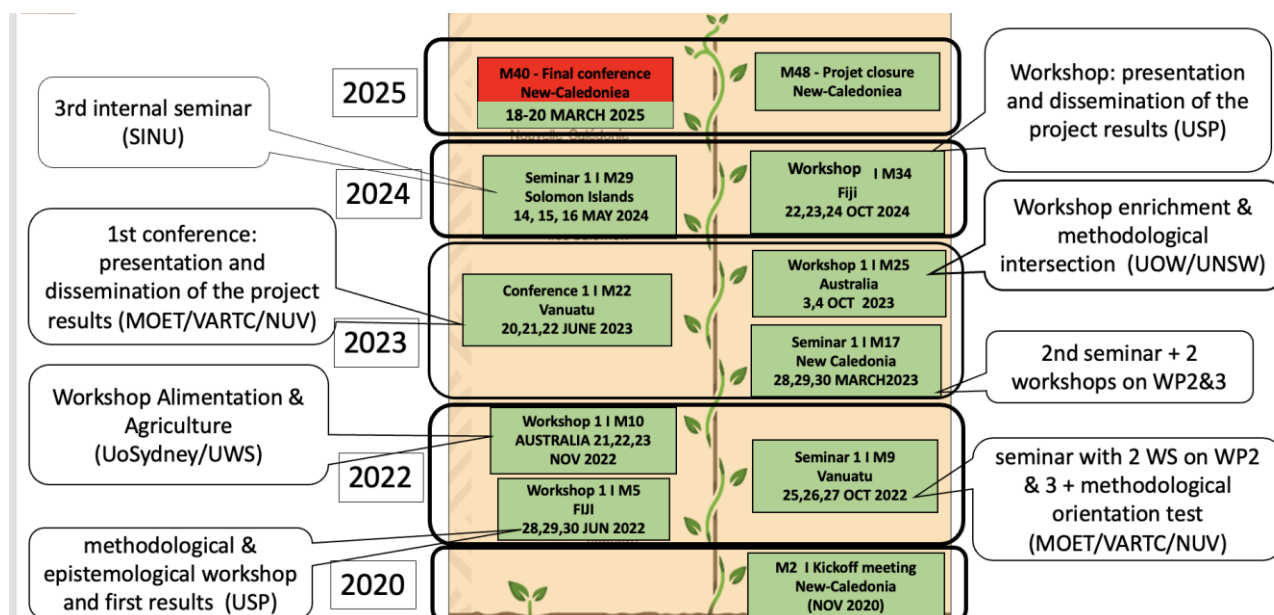 M40 - Final conference
New-Caledoniea
18-20 MARCH 2025
M48 - Projet closure
New-Caledoniea
2025
Workshop: presentation
and dissemination of the
project results (USP)
3rd internal seminar
(SINU)
Nouvelle-Calédonie
2024
Seminar 1 I M29
Solomon Islands
14, 15, 16 MAY 2024
Workshop I M34
Fiji
22,23,24 OCT 2024
Workshop enrichment &
methodological
intersection (UOW/UNSW)
1st conference:
presentation and
dissemination of the project
results (MOET/VARTC/NUV)
2023
Conference 1 I M22
Vanuatu
20,21,22 JUNE 2023
Workshop 1 I M25
Australia
3,4 OCT 2023
Seminar 1 I M17
New Caledonia
28,29,30 MARCH2023
2nd seminar + 2
workshops on WP2&3
Workshop Alimentation &
Agriculture
(UoSydney/UWS)
2022
Workshop 1 I M10
AUSTRALIA 21,22,23
NOV 2022
Seminar 1 I M9
Vanuatu
25,26,27 OCT 2022
Workshop 1 I M5
FIJI
28,29,30 JUN 2022
seminar with 2 WS on WP2
& 3 + methodological
orientation test
(MOET/VARTC/NUV)
methodological &
epistemological workshop
and first results (USP)
2020
M2 I Kickoff meeting
New-Caledonia
(NOV 2020)